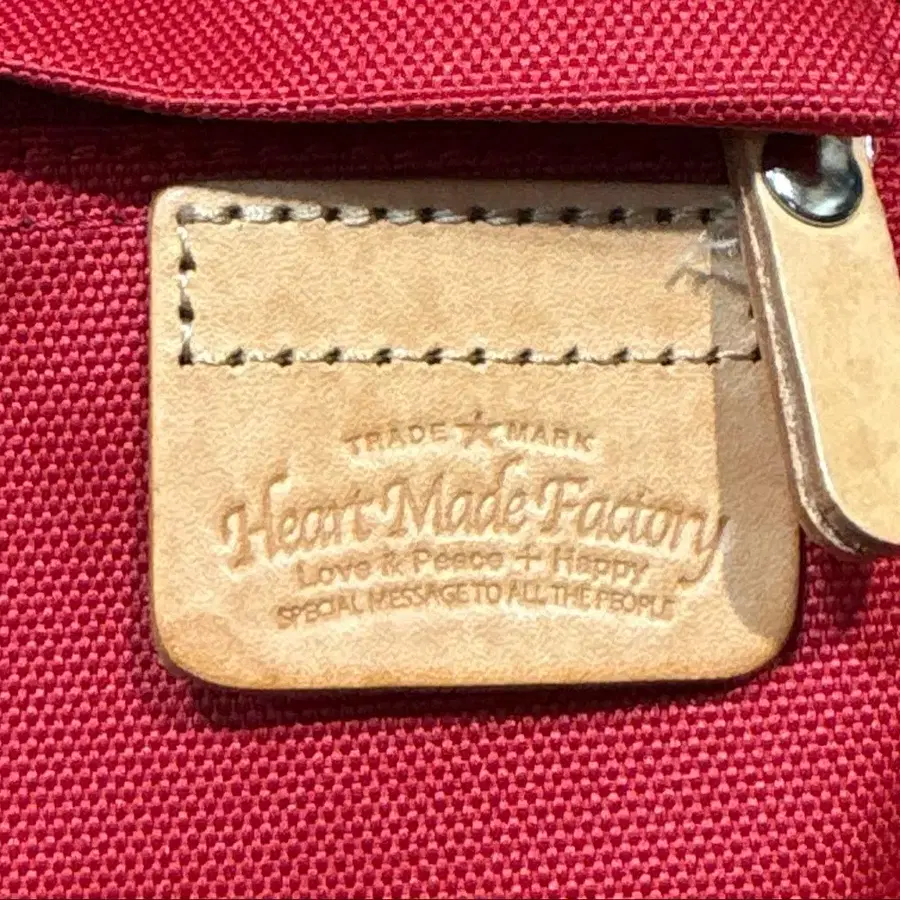 TRADE ★ MARK
Heart Made Factory
Love & Peace + Happy
SPECIAL MESSAGE TO ALL THE PEOPLE